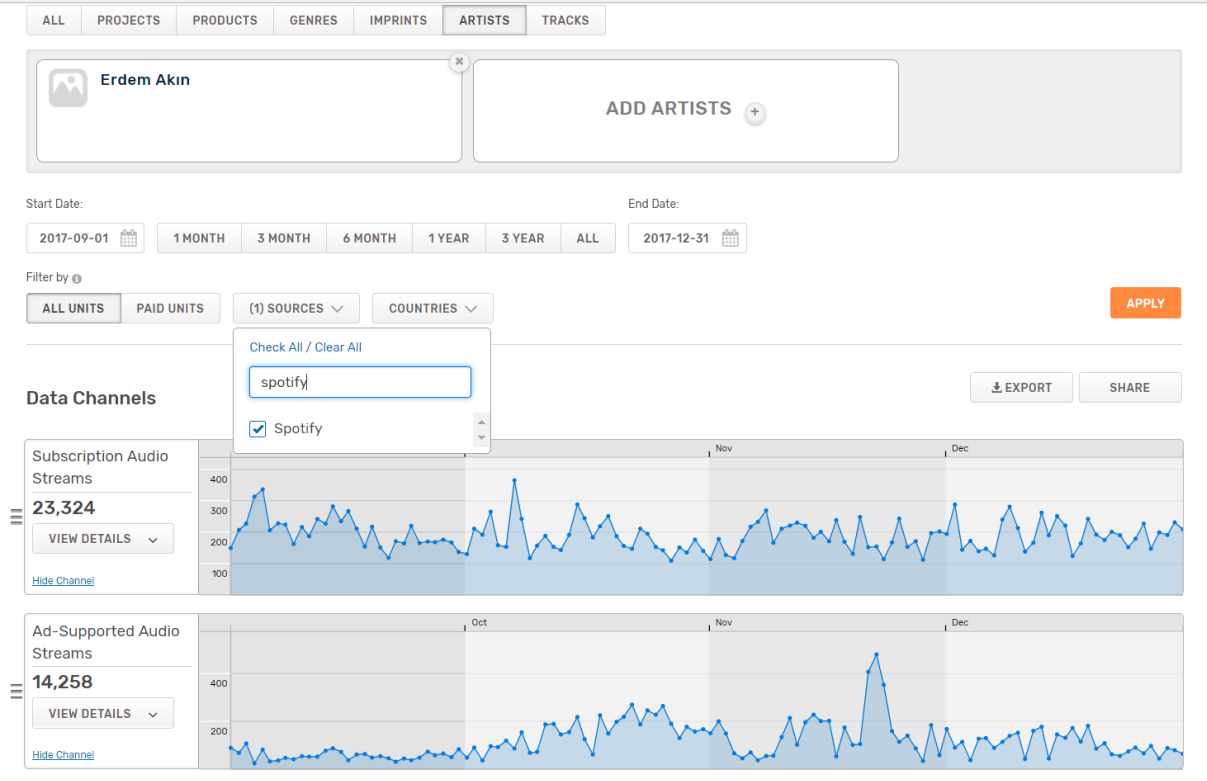 ALL PROJECTS PRODUCTS GENRES IMPRINTS ARTISTS TRACKS
Erdem Akın
ADD ARTISTS +
Start Date: End Date:
2017-09-01 1 MONTH 3 MONTH 6 MONTH 1 YEAR 3 YEAR ALL 2017-12-31
Filter by
ALL UNITS PAID UNITS (1) SOURCES COUNTRIES APPLY
Check All / Clear All
spotify
Data Channels EXPORT SHARE
Spotify
Nov Dec
Subscription Audio
Streams
23,324
VIEW DETAILS
Hide Channel
400
300
200
100
Oct Nov Dec
Ad-Supported Audio
Streams
14,258
VIEW DETAILS
Hide Channel
400
200